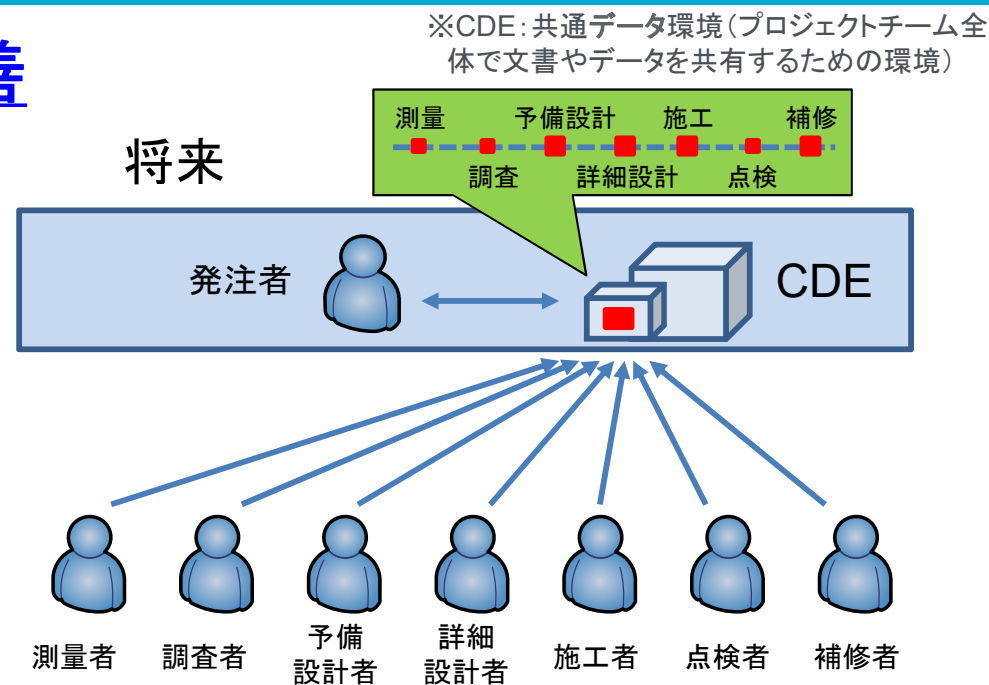 ※CDE：共通データ環境（プロジェクトチーム全
体で文書やデータを共有するための環境）
善
将来
測量 予備設計 施工 補修
調査 詳細設計 点検
発注者
CDE
測量者 調査者 予備
設計者 詳細
設計者 施工者 点検者 補修者